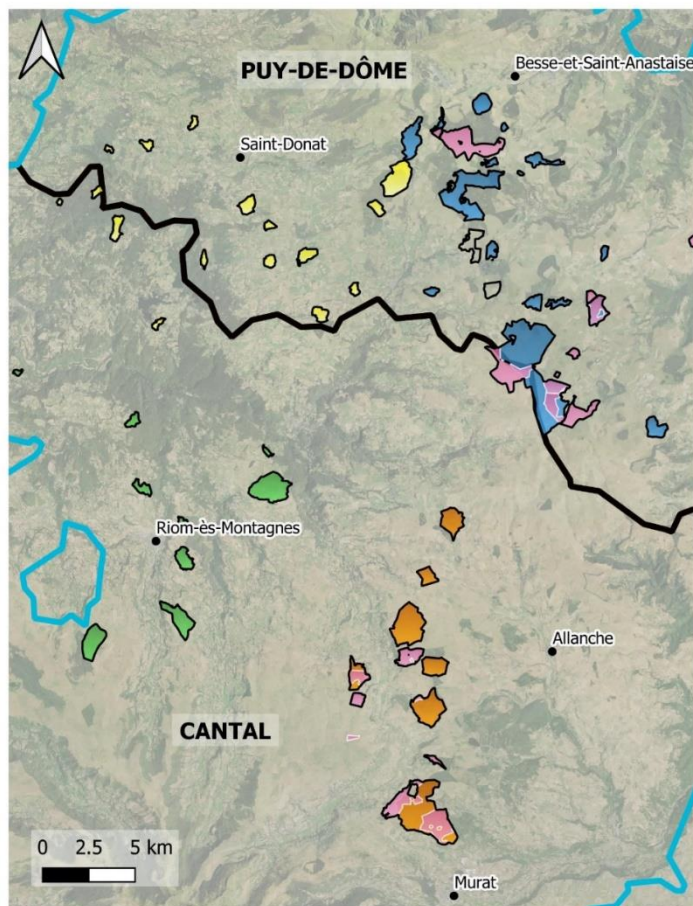 PUY-DE-DÔME
Besse-et-Saint-Anastaise
Saint-Donat
Riom-ès-Montagnes
Allanche
CANTAL
0 2.5 5 km
Murat